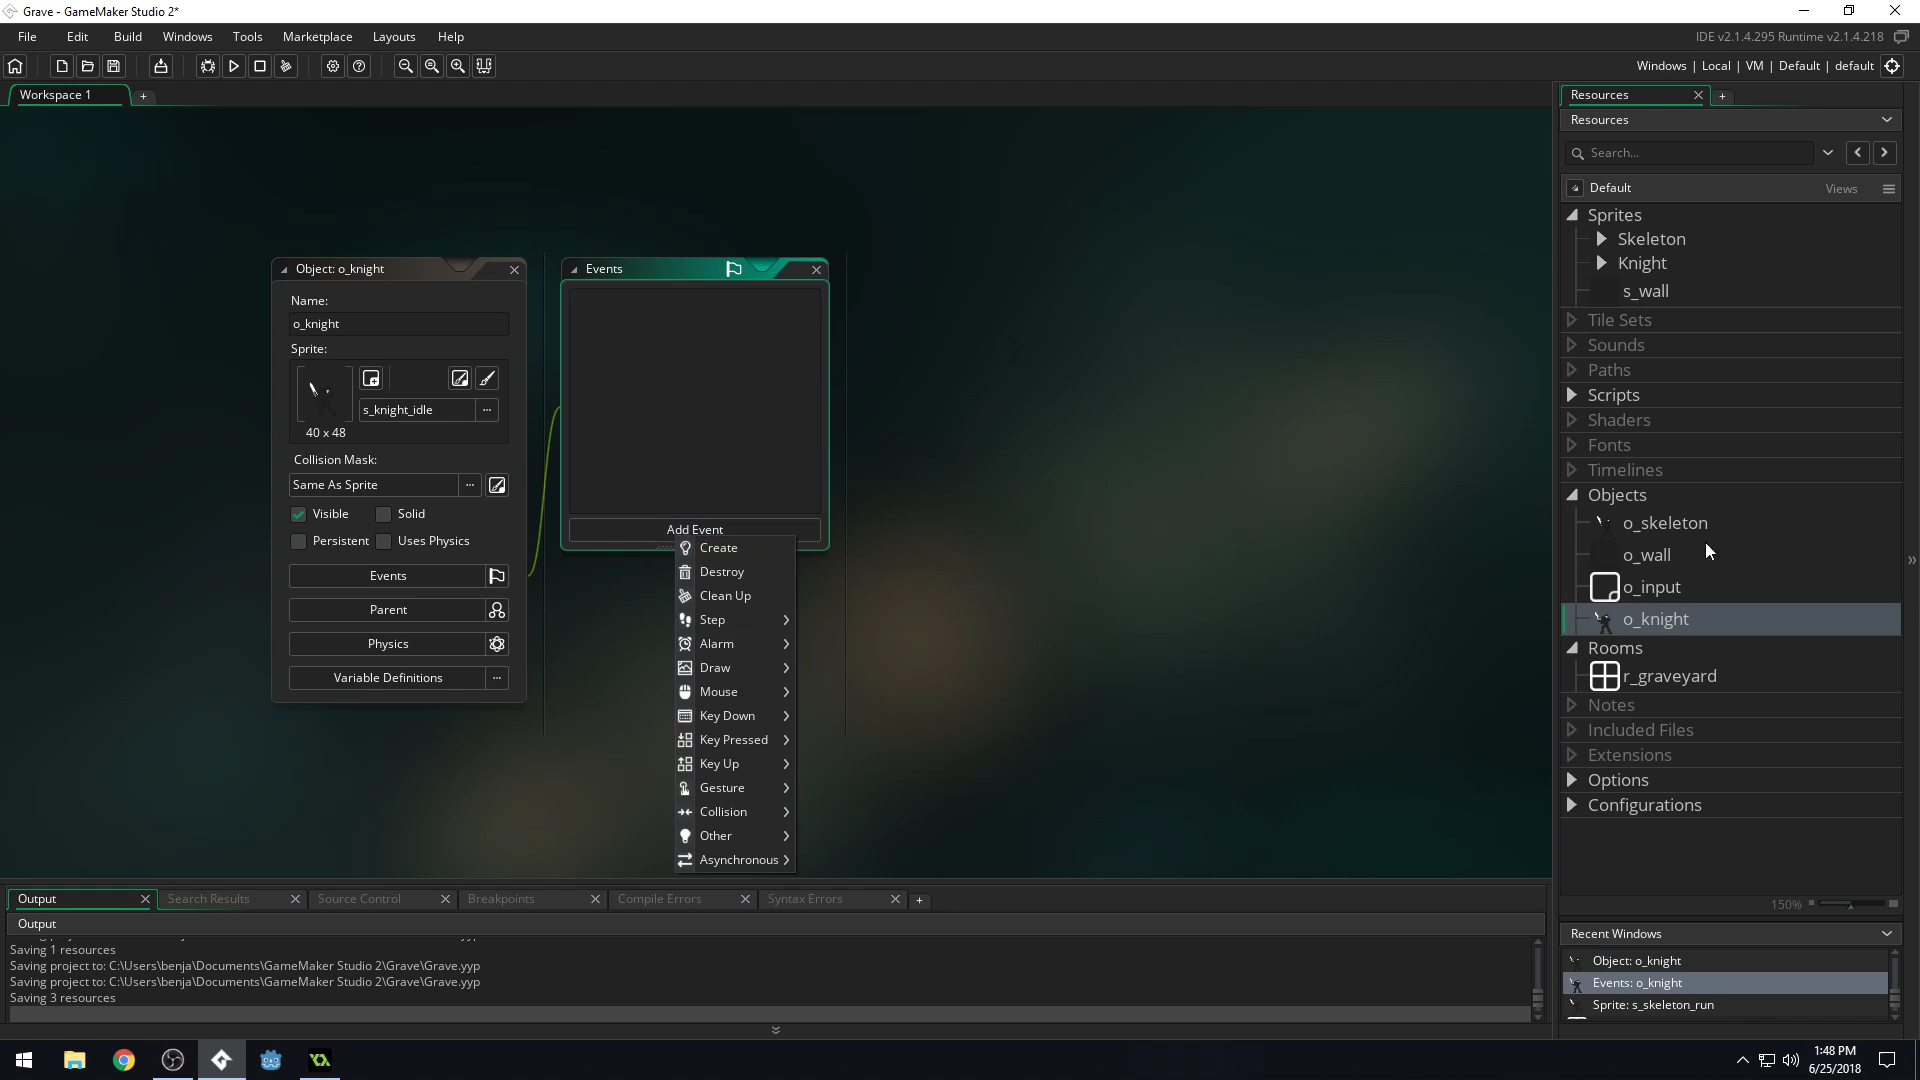 Grave - GameMaker Studio 2*
File Edit Build Windows Tools Marketplace Layouts Help
IDE v2.1.4.295 Runtime v2.1.4.218
Windows | Local | VM | Default | default
Workspace 1
Object: o_knight
Name:
o_knight
Sprite:
s_knight_idle
40 x 48
Collision Mask:
Same As Sprite
Visible Solid
Persistent Uses Physics
Events
Parent
Physics
Variable Definitions
Events
Add Event
Create
Destroy
Clean Up
Step
Alarm
Draw
Mouse
Key Down
Key Pressed
Key Up
Gesture
Collision
Other
Asynchronous
Resources
Resources
Search...
Default Views
Sprites
Skeleton
Knight
s_wall
Tile Sets
Sounds
Paths
Scripts
Shaders
Fonts
Timelines
Objects
o_skeleton
o_wall
o_input
o_knight
Rooms
r_graveyard
Notes
Included Files
Extensions
Options
Configurations
150%
Recent Windows
Object: o_knight
Events: o_knight
Sprite: s_skeleton_run
Output Search Results Source Control Breakpoints Compile Errors Syntax Errors
Output
Saving 1 resources
Saving project to: C:\Users\benja\Documents\GameMaker Studio 2\Grave\Grave.yyp
Saving project to: C:\Users\benja\Documents\GameMaker Studio 2\Grave\Grave.yyp
Saving 3 resources
1:48 PM
6/25/2018